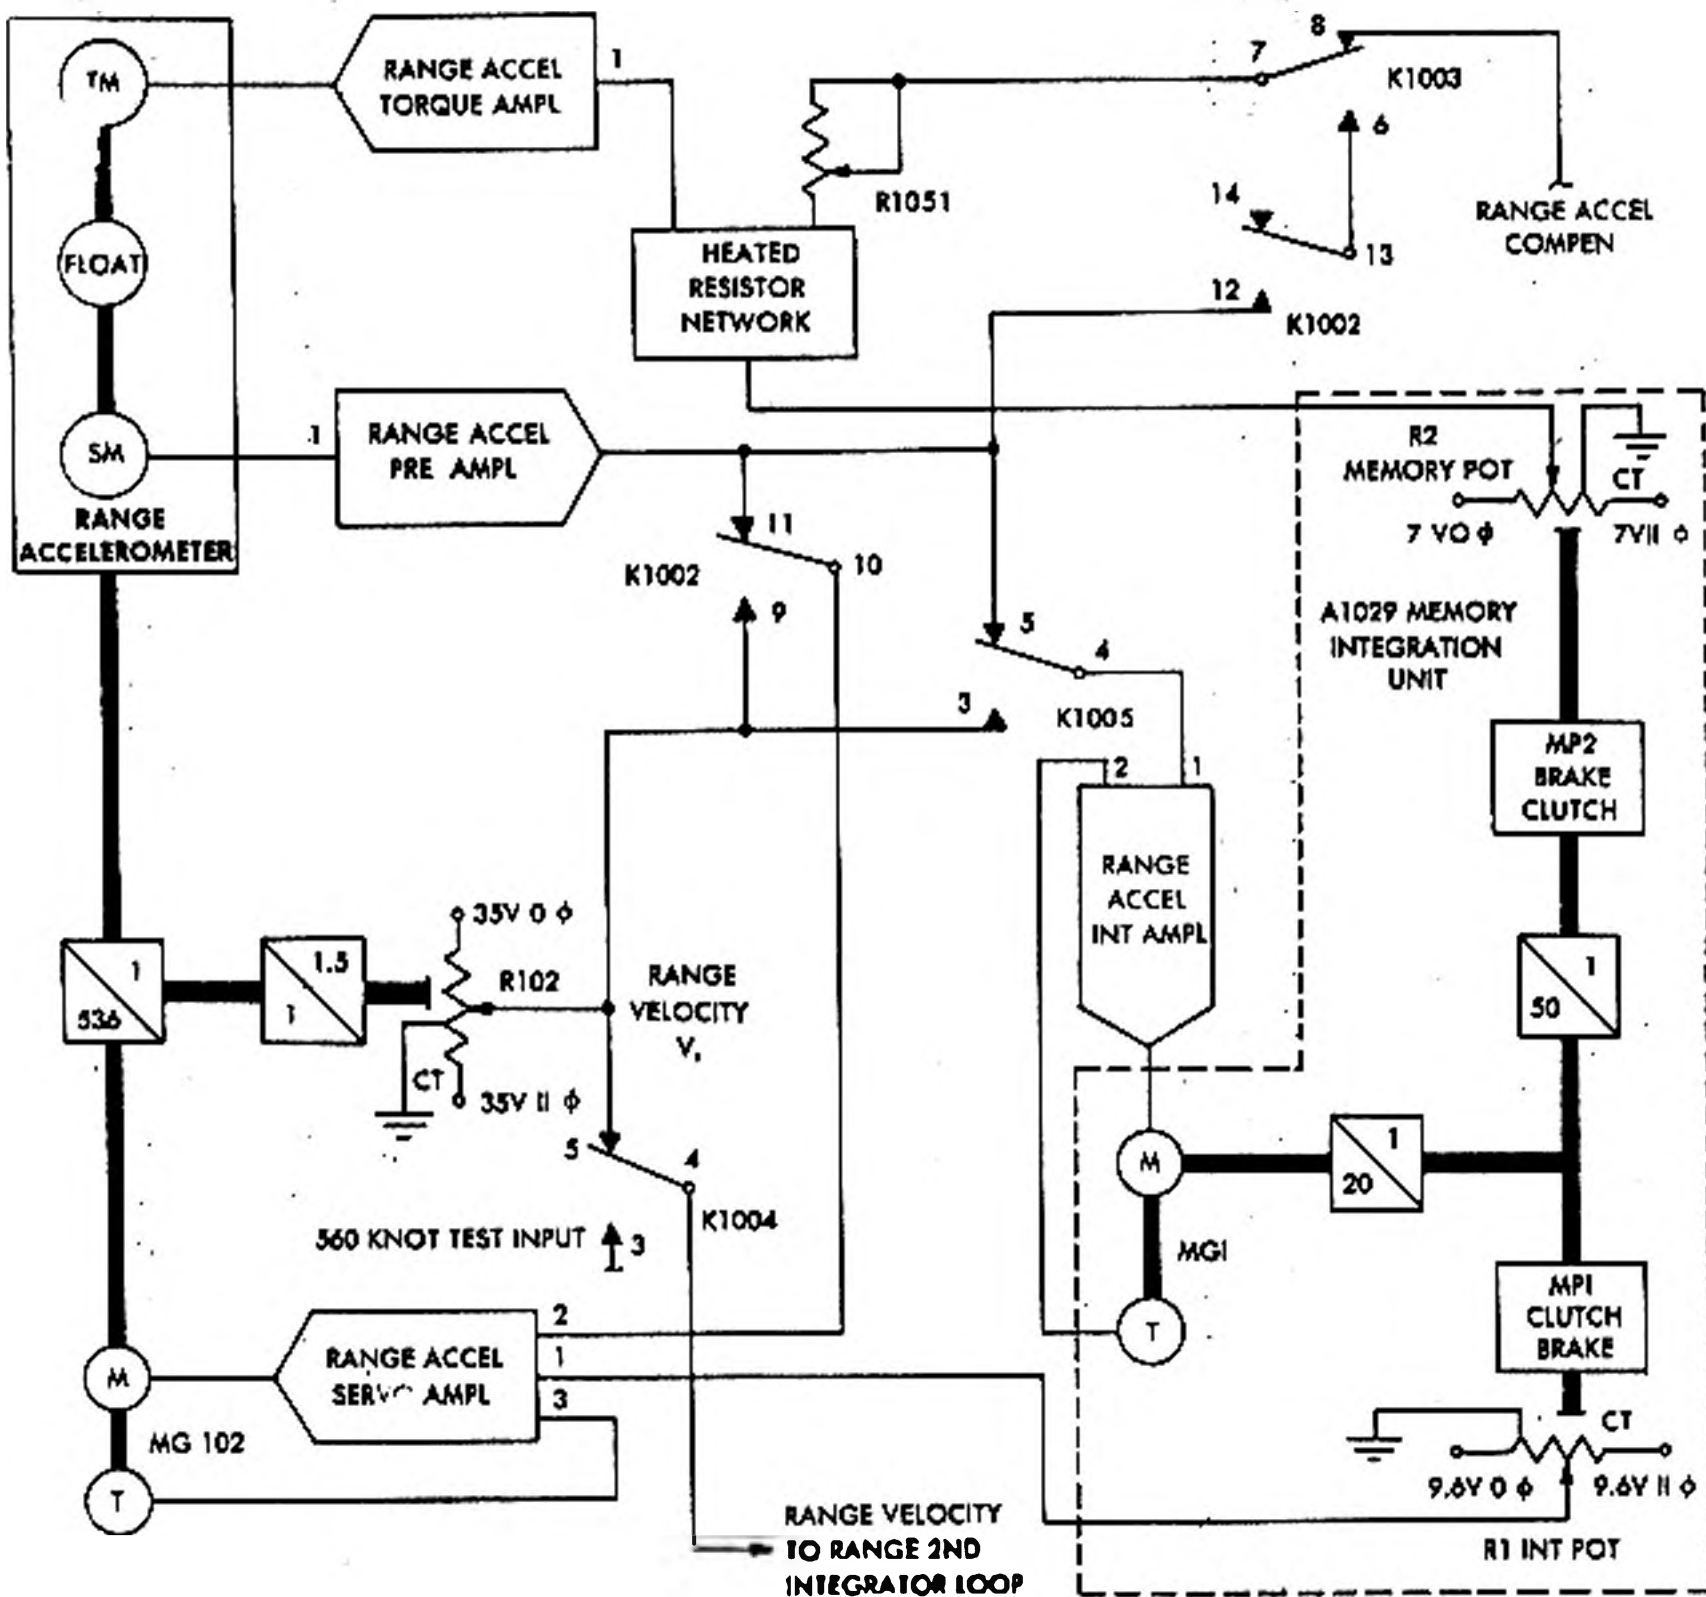 TM
FLOAT
SM
RANGE
ACCELEROMETER
RANGE ACCEL
TORQUE AMPL
1
HEATED
RESISTOR
NETWORK
R1051
7
8
K1003
6
14
13
12
K1002
RANGE ACCEL
COMPEN
1
RANGE ACCEL
PRE AMPL
11
10
K1002
9
5
4
3
K1005
R2
MEMORY POT
CT
7 VO ϕ
7VII ϕ
A1029 MEMORY
INTEGRATION
UNIT
MP2
BRAKE
CLUTCH
2
1
RANGE
ACCEL
INT AMPL
1
50
1
536
1.5
1
35V 0 ϕ
R102
CT
35V II ϕ
RANGE
VELOCITY
5
4
K1004
560 KNOT TEST INPUT
3
M
MG1
T
1
20
MP1
CLUTCH
BRAKE
CT
9.6V 0 ϕ
9.6V II ϕ
R1 INT POT
M
MG 102
T
RANGE ACCEL
SERVO AMPL
2
1
3
RANGE VELOCITY
TO RANGE 2ND
INTEGRATOR LOOP